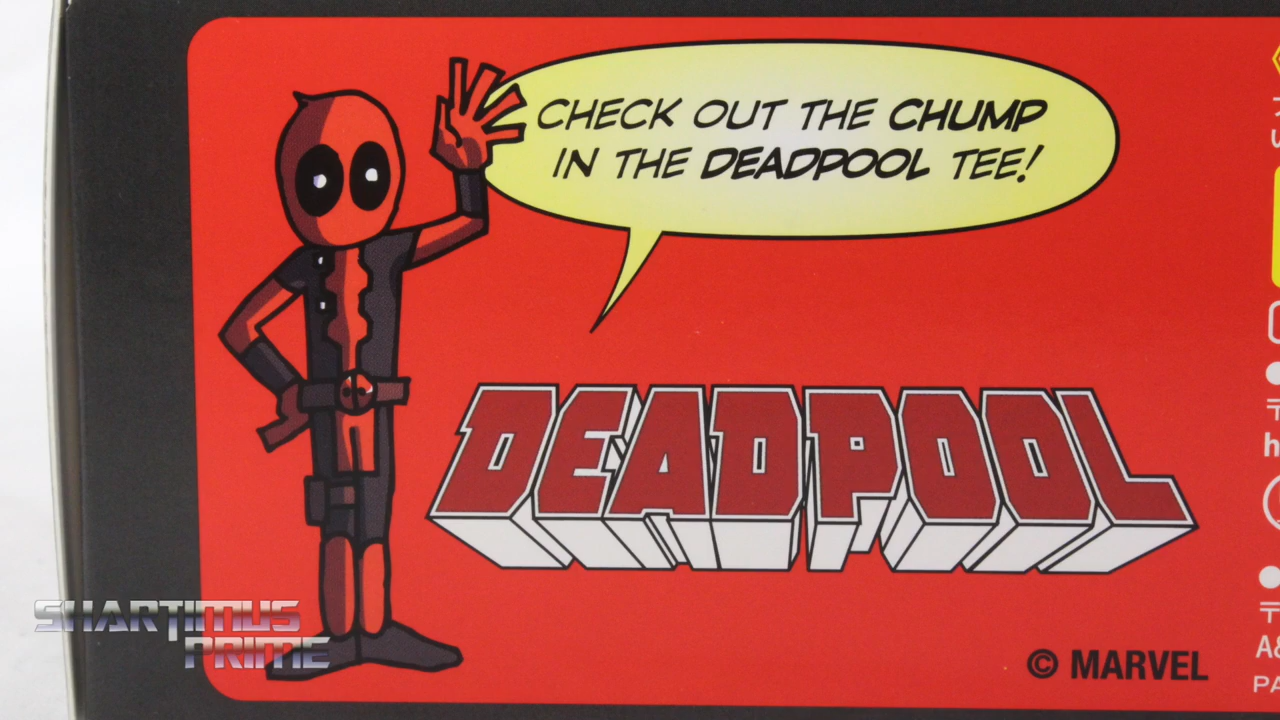 CHECK OUT THE CHUMP
IN THE DEADPOOL TEE!
DEADPOOL
© MARVEL
SHARTIMUS
PRIME